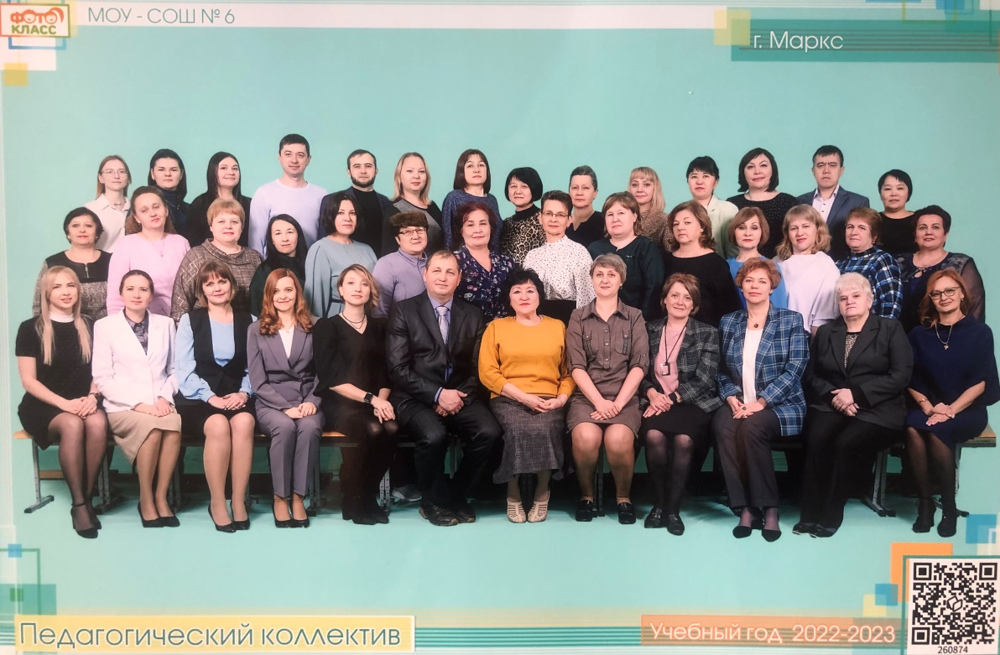 ФОТО
КЛАСС
МОУ - СОШ № 6
г. Маркс
Педагогический коллектив
Учебный год 2022-2023
260874